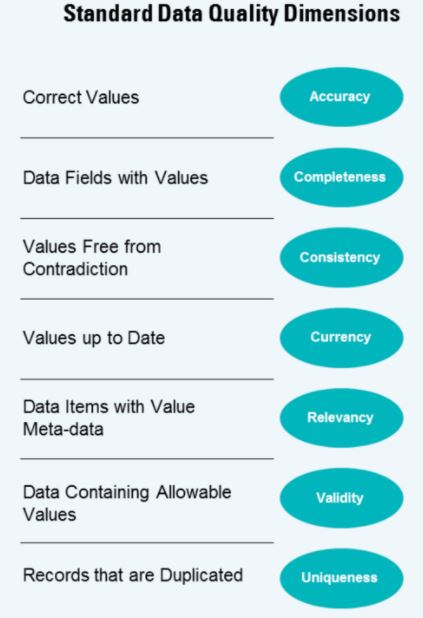 Standard Data Quality Dimensions
Correct Values
Accuracy
Data Fields with Values
Completeness
Values Free from
Contradiction
Consistency
Values up to Date
Currency
Data Items with Value
Meta-data
Relevancy
Data Containing Allowable
Values
Validity
Records that are Duplicated
Uniqueness